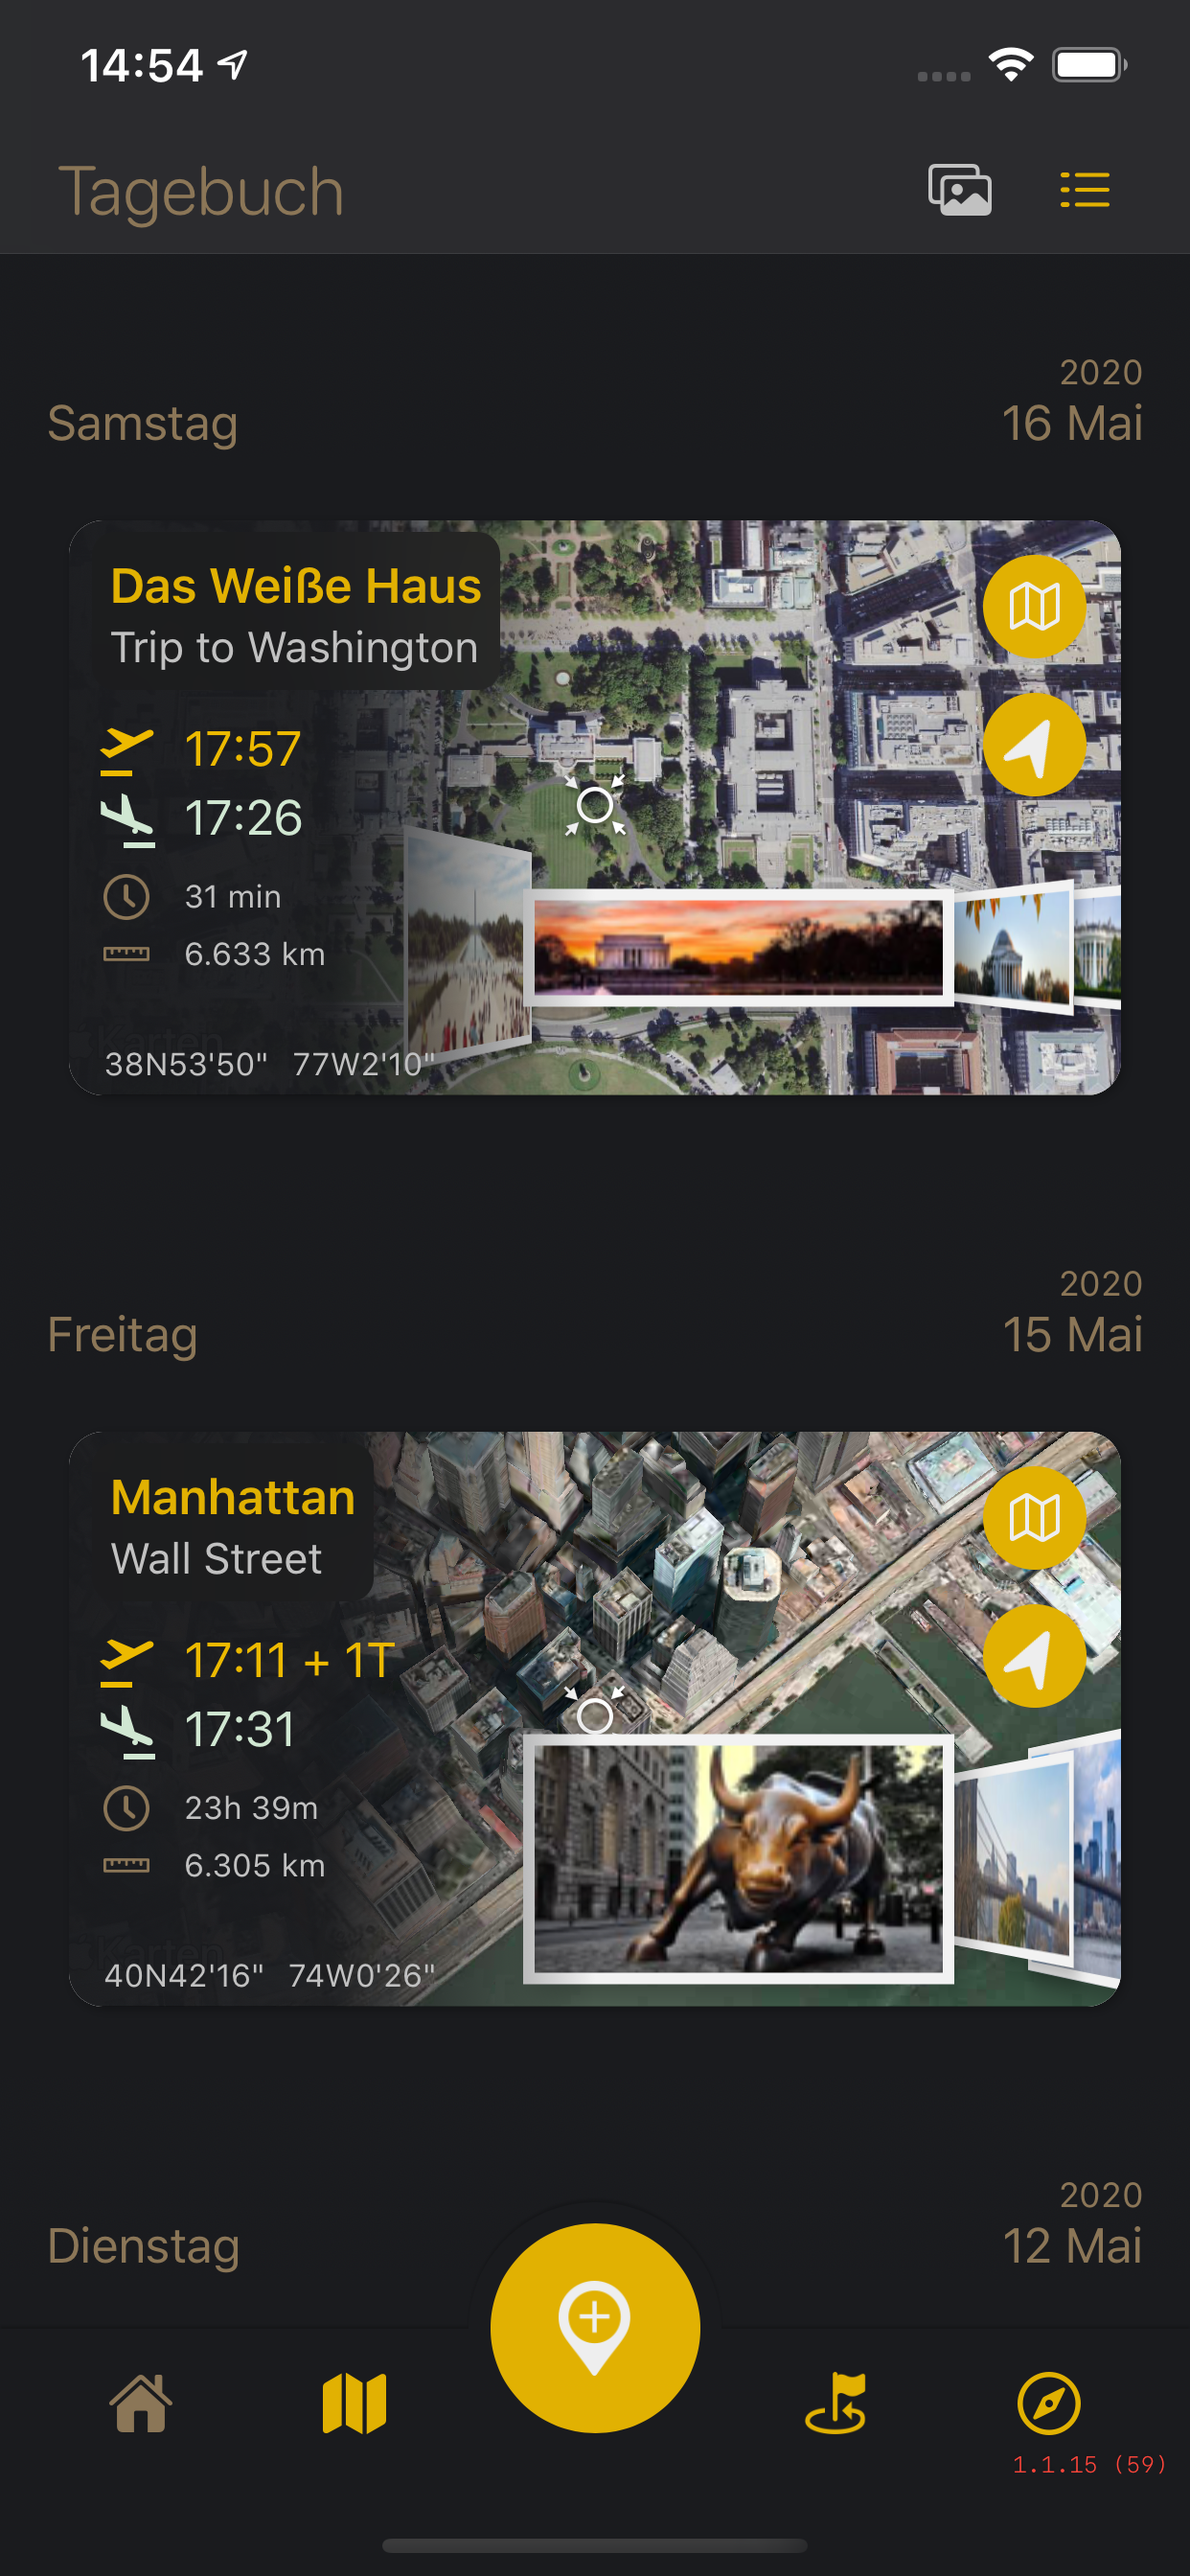 14:54
Tagebuch
2020
Samstag 16 Mai
Das Weiße Haus
Trip to Washington
17:57
17:26
31 min
6.633 km
Karten
38N53'50" 77W2'10"
2020
Freitag 15 Mai
Manhattan
Wall Street
17:11 + 1T
17:31
23h 39m
6.305 km
Karten
40N42'16" 74W0'26"
2020
Dienstag 12 Mai
1.1.15 (59)